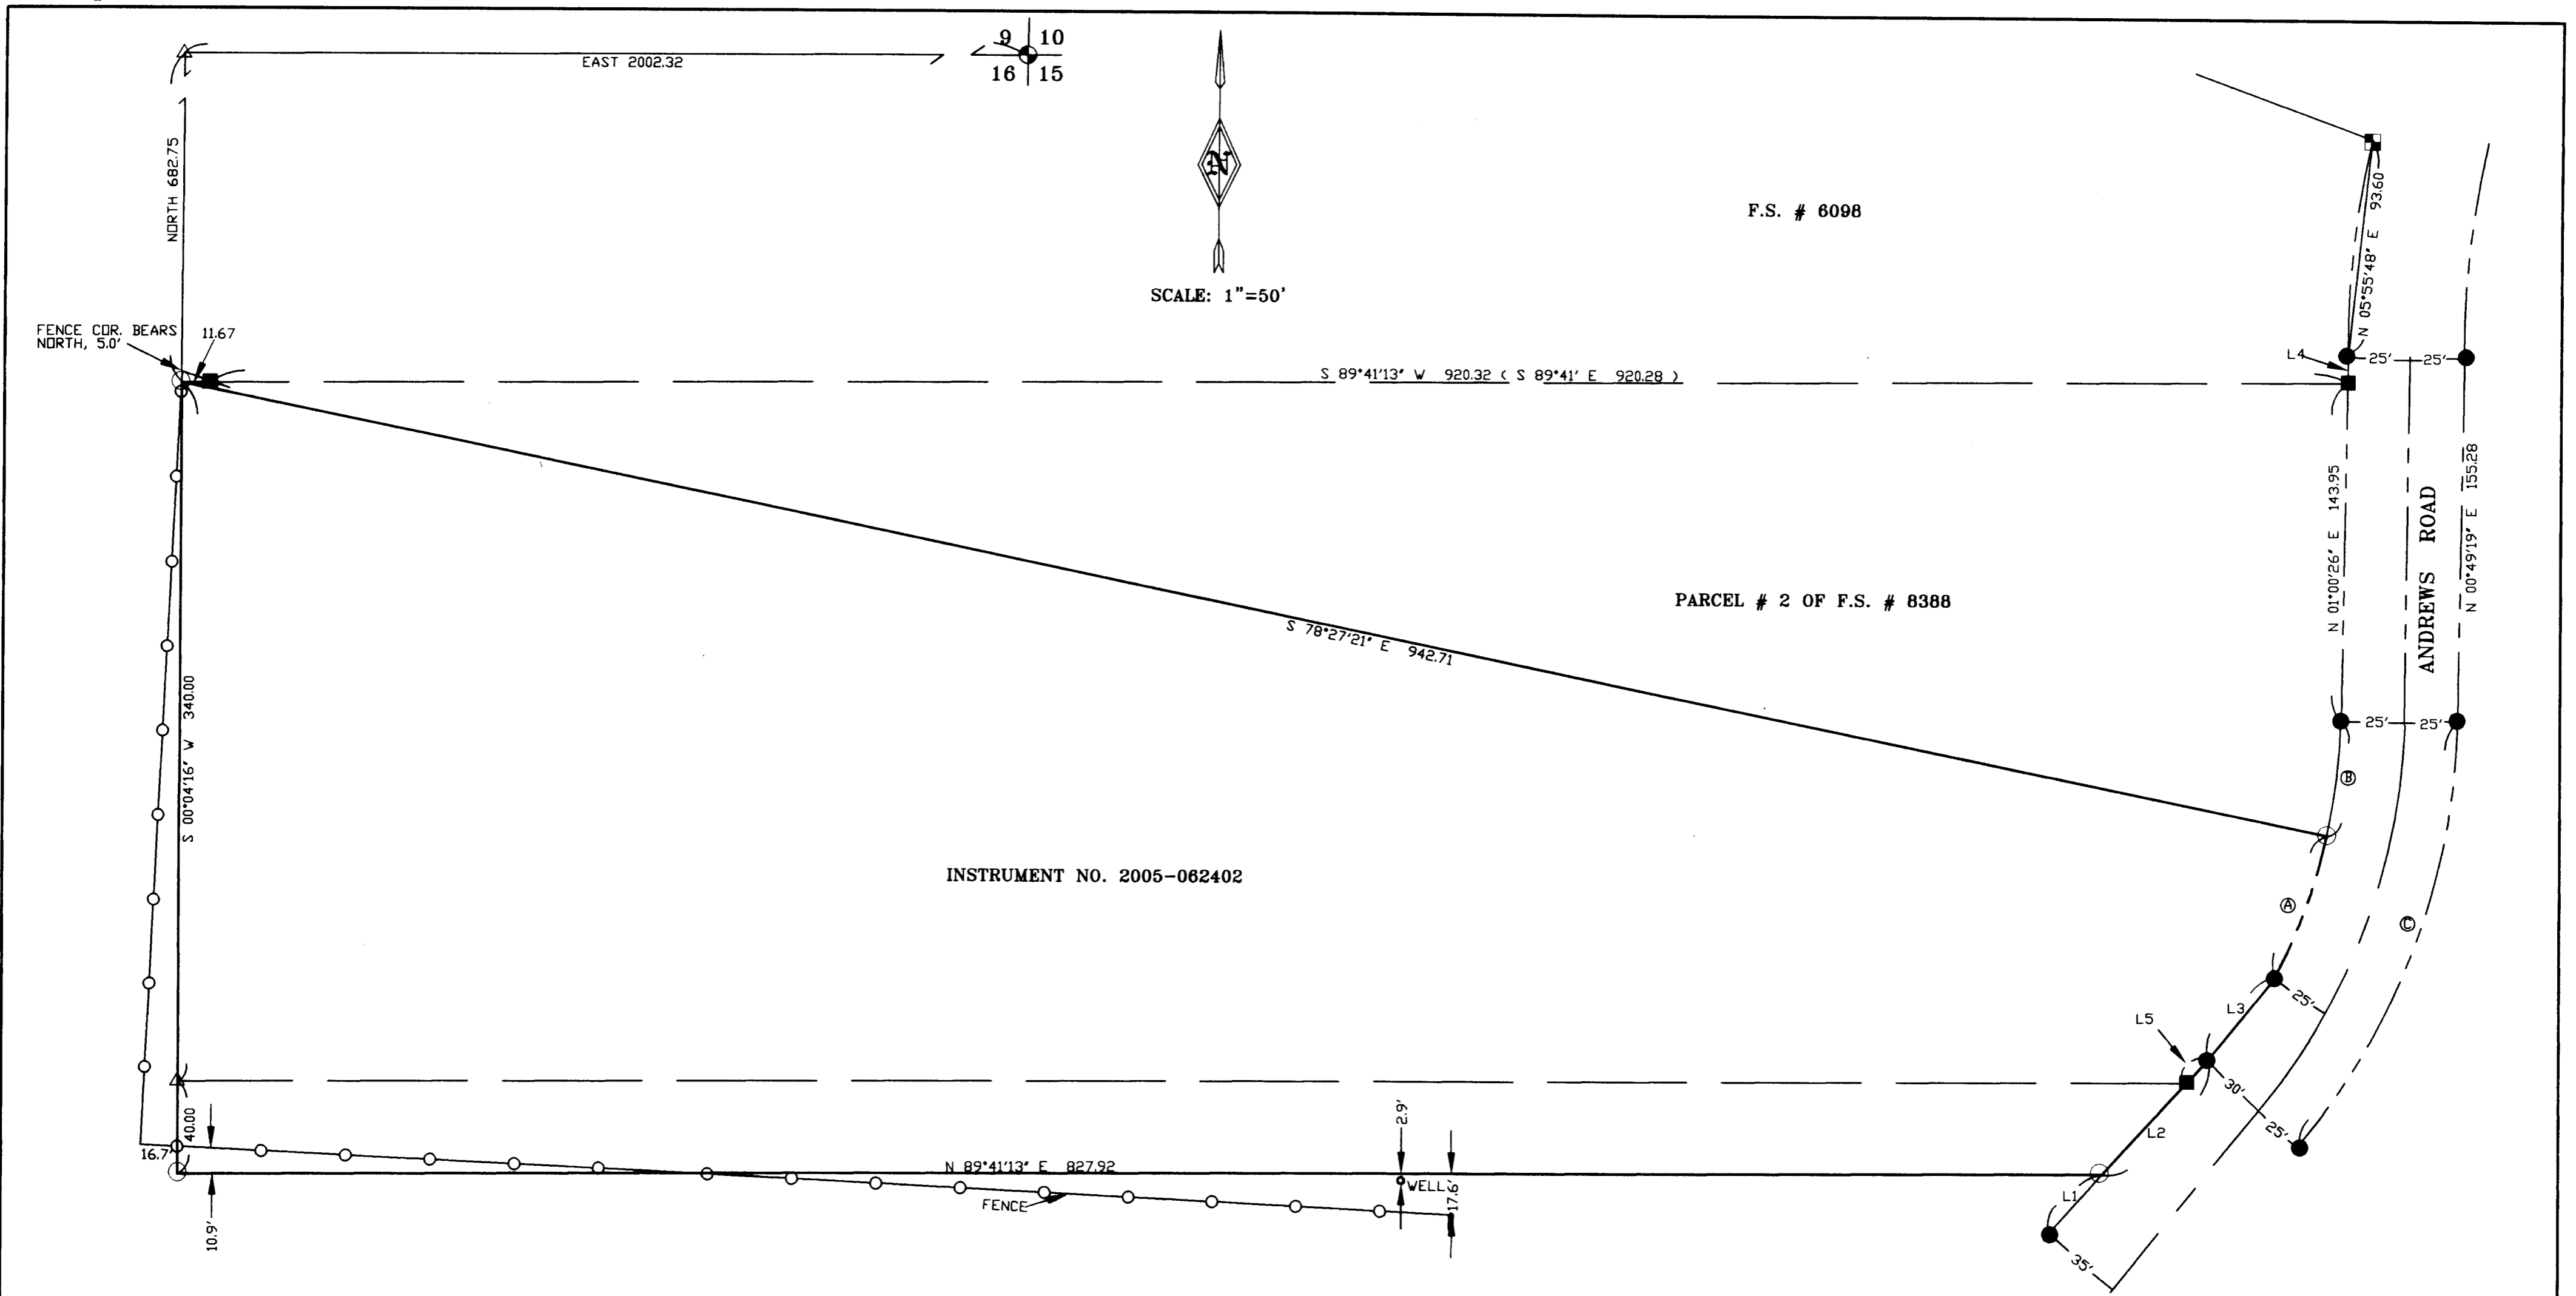 9 10
16 15
EAST 2002.32
NORTH 682.75
N
SCALE: 1"=50'
F.S. # 6098
93.60
N 05°55'48" E
FENCE COR. BEARS
NORTH, 5.0'
11.67
S 89°41'13" W 920.32 ( S 89°41' E 920.28 )
L4
25' 25'
N 01°00'26" E 143.95
ANDREWS ROAD
N 00°49'19" E 155.28
PARCEL # 2 OF F.S. # 8388
S 78°27'21" E 942.71
S 00°04'16" W 340.00
25' 25'
B
INSTRUMENT NO. 2005-062402
A
C
25'
L3
L5
30'
25'
L2
40.00
16.7'
10.9'
N 89°41'13" E 827.92
FENCE
2.9'
WELL
17.6'
L1
35'